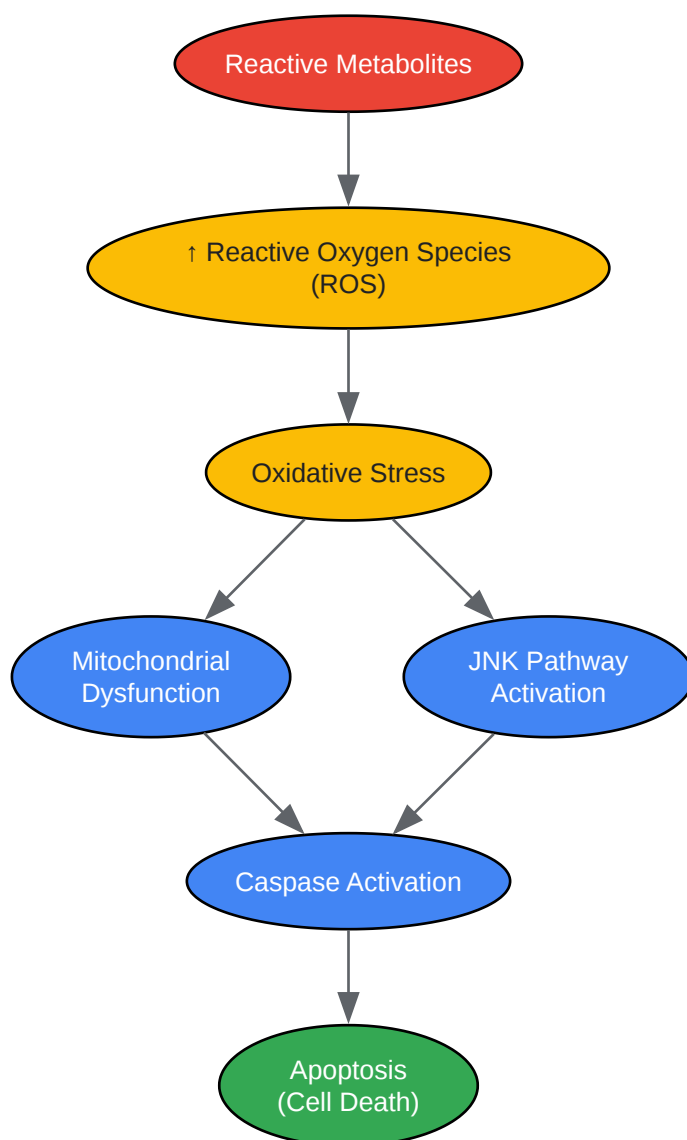 Reactive Metabolites
↑ Reactive Oxygen Species
(ROS)
Oxidative Stress
Mitochondrial
Dysfunction
JNK Pathway
Activation
Caspase Activation
Apoptosis
(Cell Death)